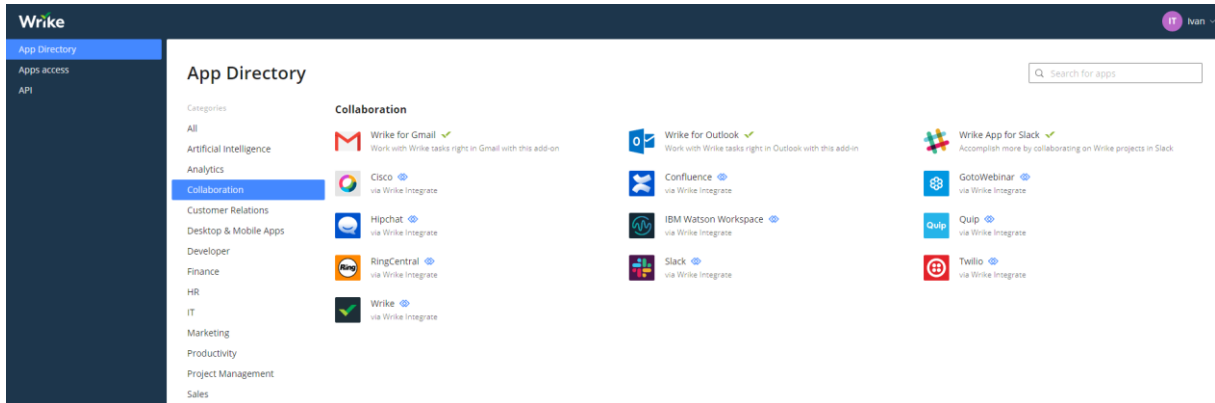 Wrike
IT Ivan
App Directory
Apps access
API
App Directory
Search for apps
Categories
All
Artificial Intelligence
Analytics
Collaboration
Customer Relations
Desktop & Mobile Apps
Developer
Finance
HR
IT
Marketing
Productivity
Project Management
Sales
Collaboration
Wrike for Gmail
Work with Wrike tasks right in Gmail with this add-on
Wrike for Outlook
Work with Wrike tasks right in Outlook with this add-in
Wrike App for Slack
Accomplish more by collaborating on Wrike projects in Slack
Cisco
via Wrike Integrate
Confluence
via Wrike Integrate
GotoWebinar
via Wrike Integrate
Hipchat
via Wrike Integrate
IBM Watson Workspace
via Wrike Integrate
Quip
Quip
via Wrike Integrate
Ring
RingCentral
via Wrike Integrate
Slack
via Wrike Integrate
Twilio
via Wrike Integrate
Wrike
via Wrike Integrate